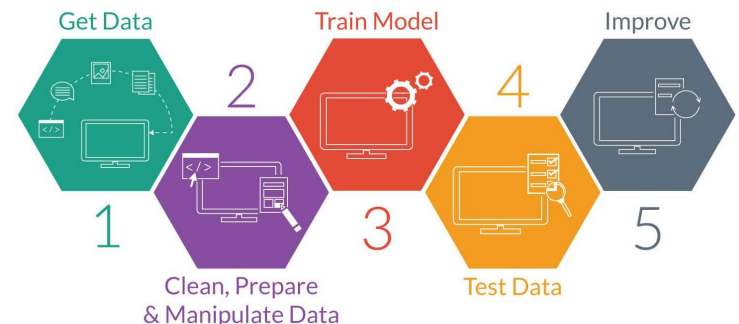 Get Data
1
</>
2
Clean, Prepare
& Manipulate Data
</>
Train Model
3
4
Test Data
Improve
5